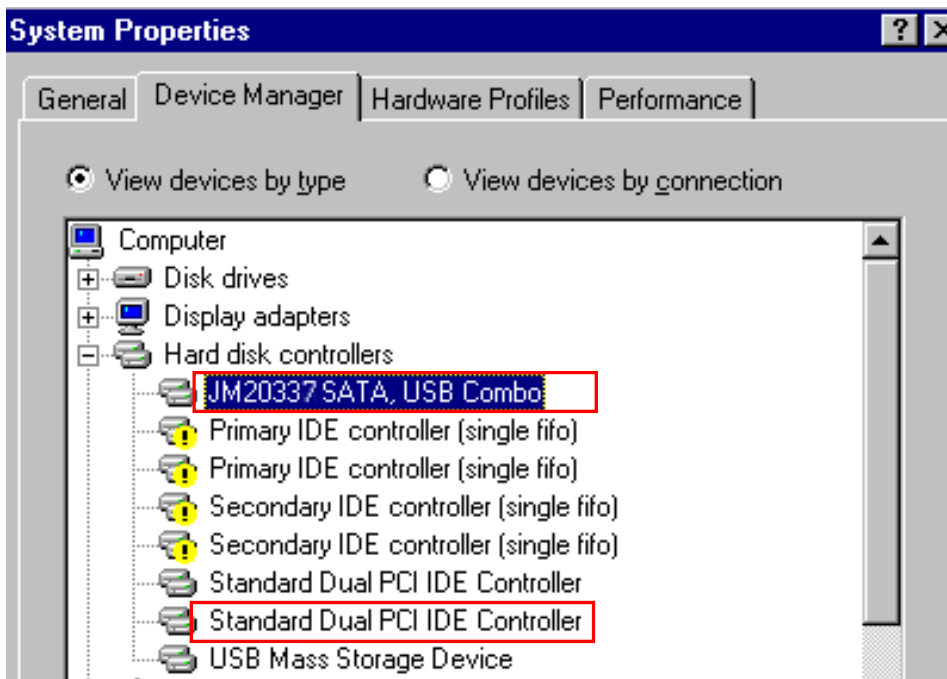 System Properties
General Device Manager Hardware Profiles Performance
View devices by type View devices by connection
Computer
Disk drives
Display adapters
Hard disk controllers
JM20337 SATA, USB Combo
Primary IDE controller (single fifo)
Primary IDE controller (single fifo)
Secondary IDE controller (single fifo)
Secondary IDE controller (single fifo)
Standard Dual PCI IDE Controller
Standard Dual PCI IDE Controller
USB Mass Storage Device